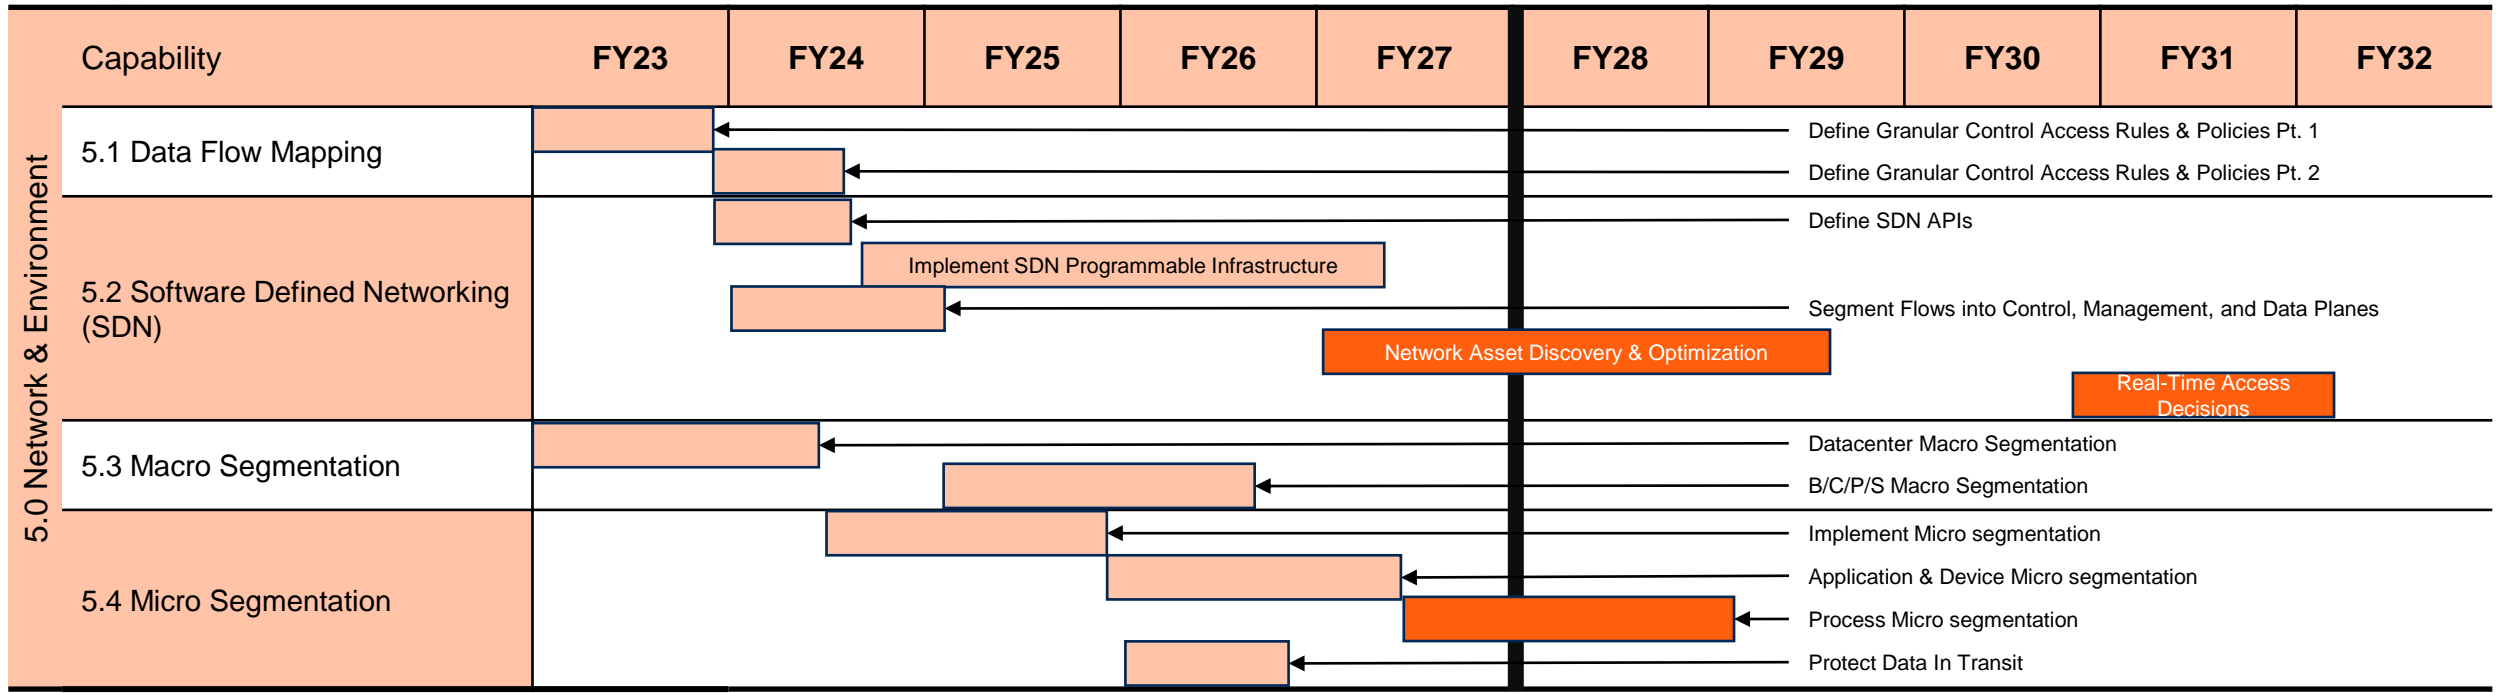 Capability
FY23
FY24
FY25
FY26
FY27
FY28
FY29
FY30
FY31
FY32
5.0 Network & Environment
5.1 Data Flow Mapping
Define Granular Control Access Rules & Policies Pt. 1
Define Granular Control Access Rules & Policies Pt. 2
5.2 Software Defined Networking
(SDN)
Define SDN APIs
Implement SDN Programmable Infrastructure
Segment Flows into Control, Management, and Data Planes
Network Asset Discovery & Optimization
Real-Time Access
Decisions
5.3 Macro Segmentation
Datacenter Macro Segmentation
B/C/P/S Macro Segmentation
5.4 Micro Segmentation
Implement Micro segmentation
Application & Device Micro segmentation
Process Micro segmentation
Protect Data In Transit